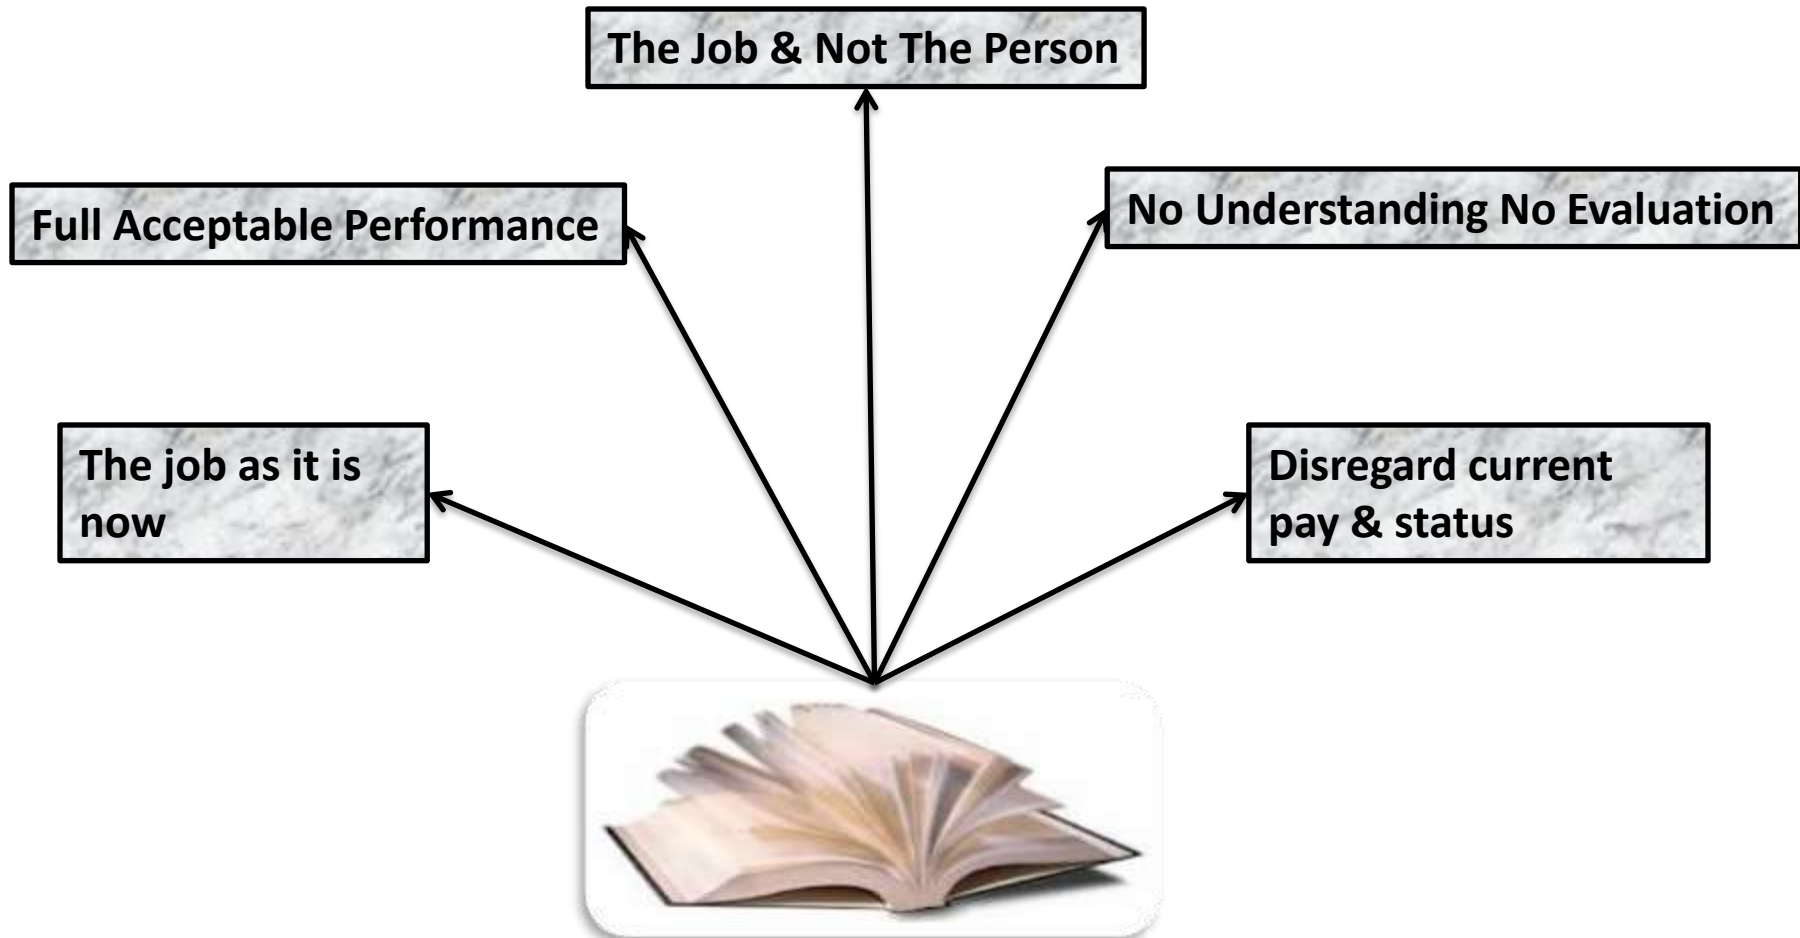 The Job & Not The Person
Full Acceptable Performance
No Understanding No Evaluation
The job as it is
now
Disregard current
pay & status